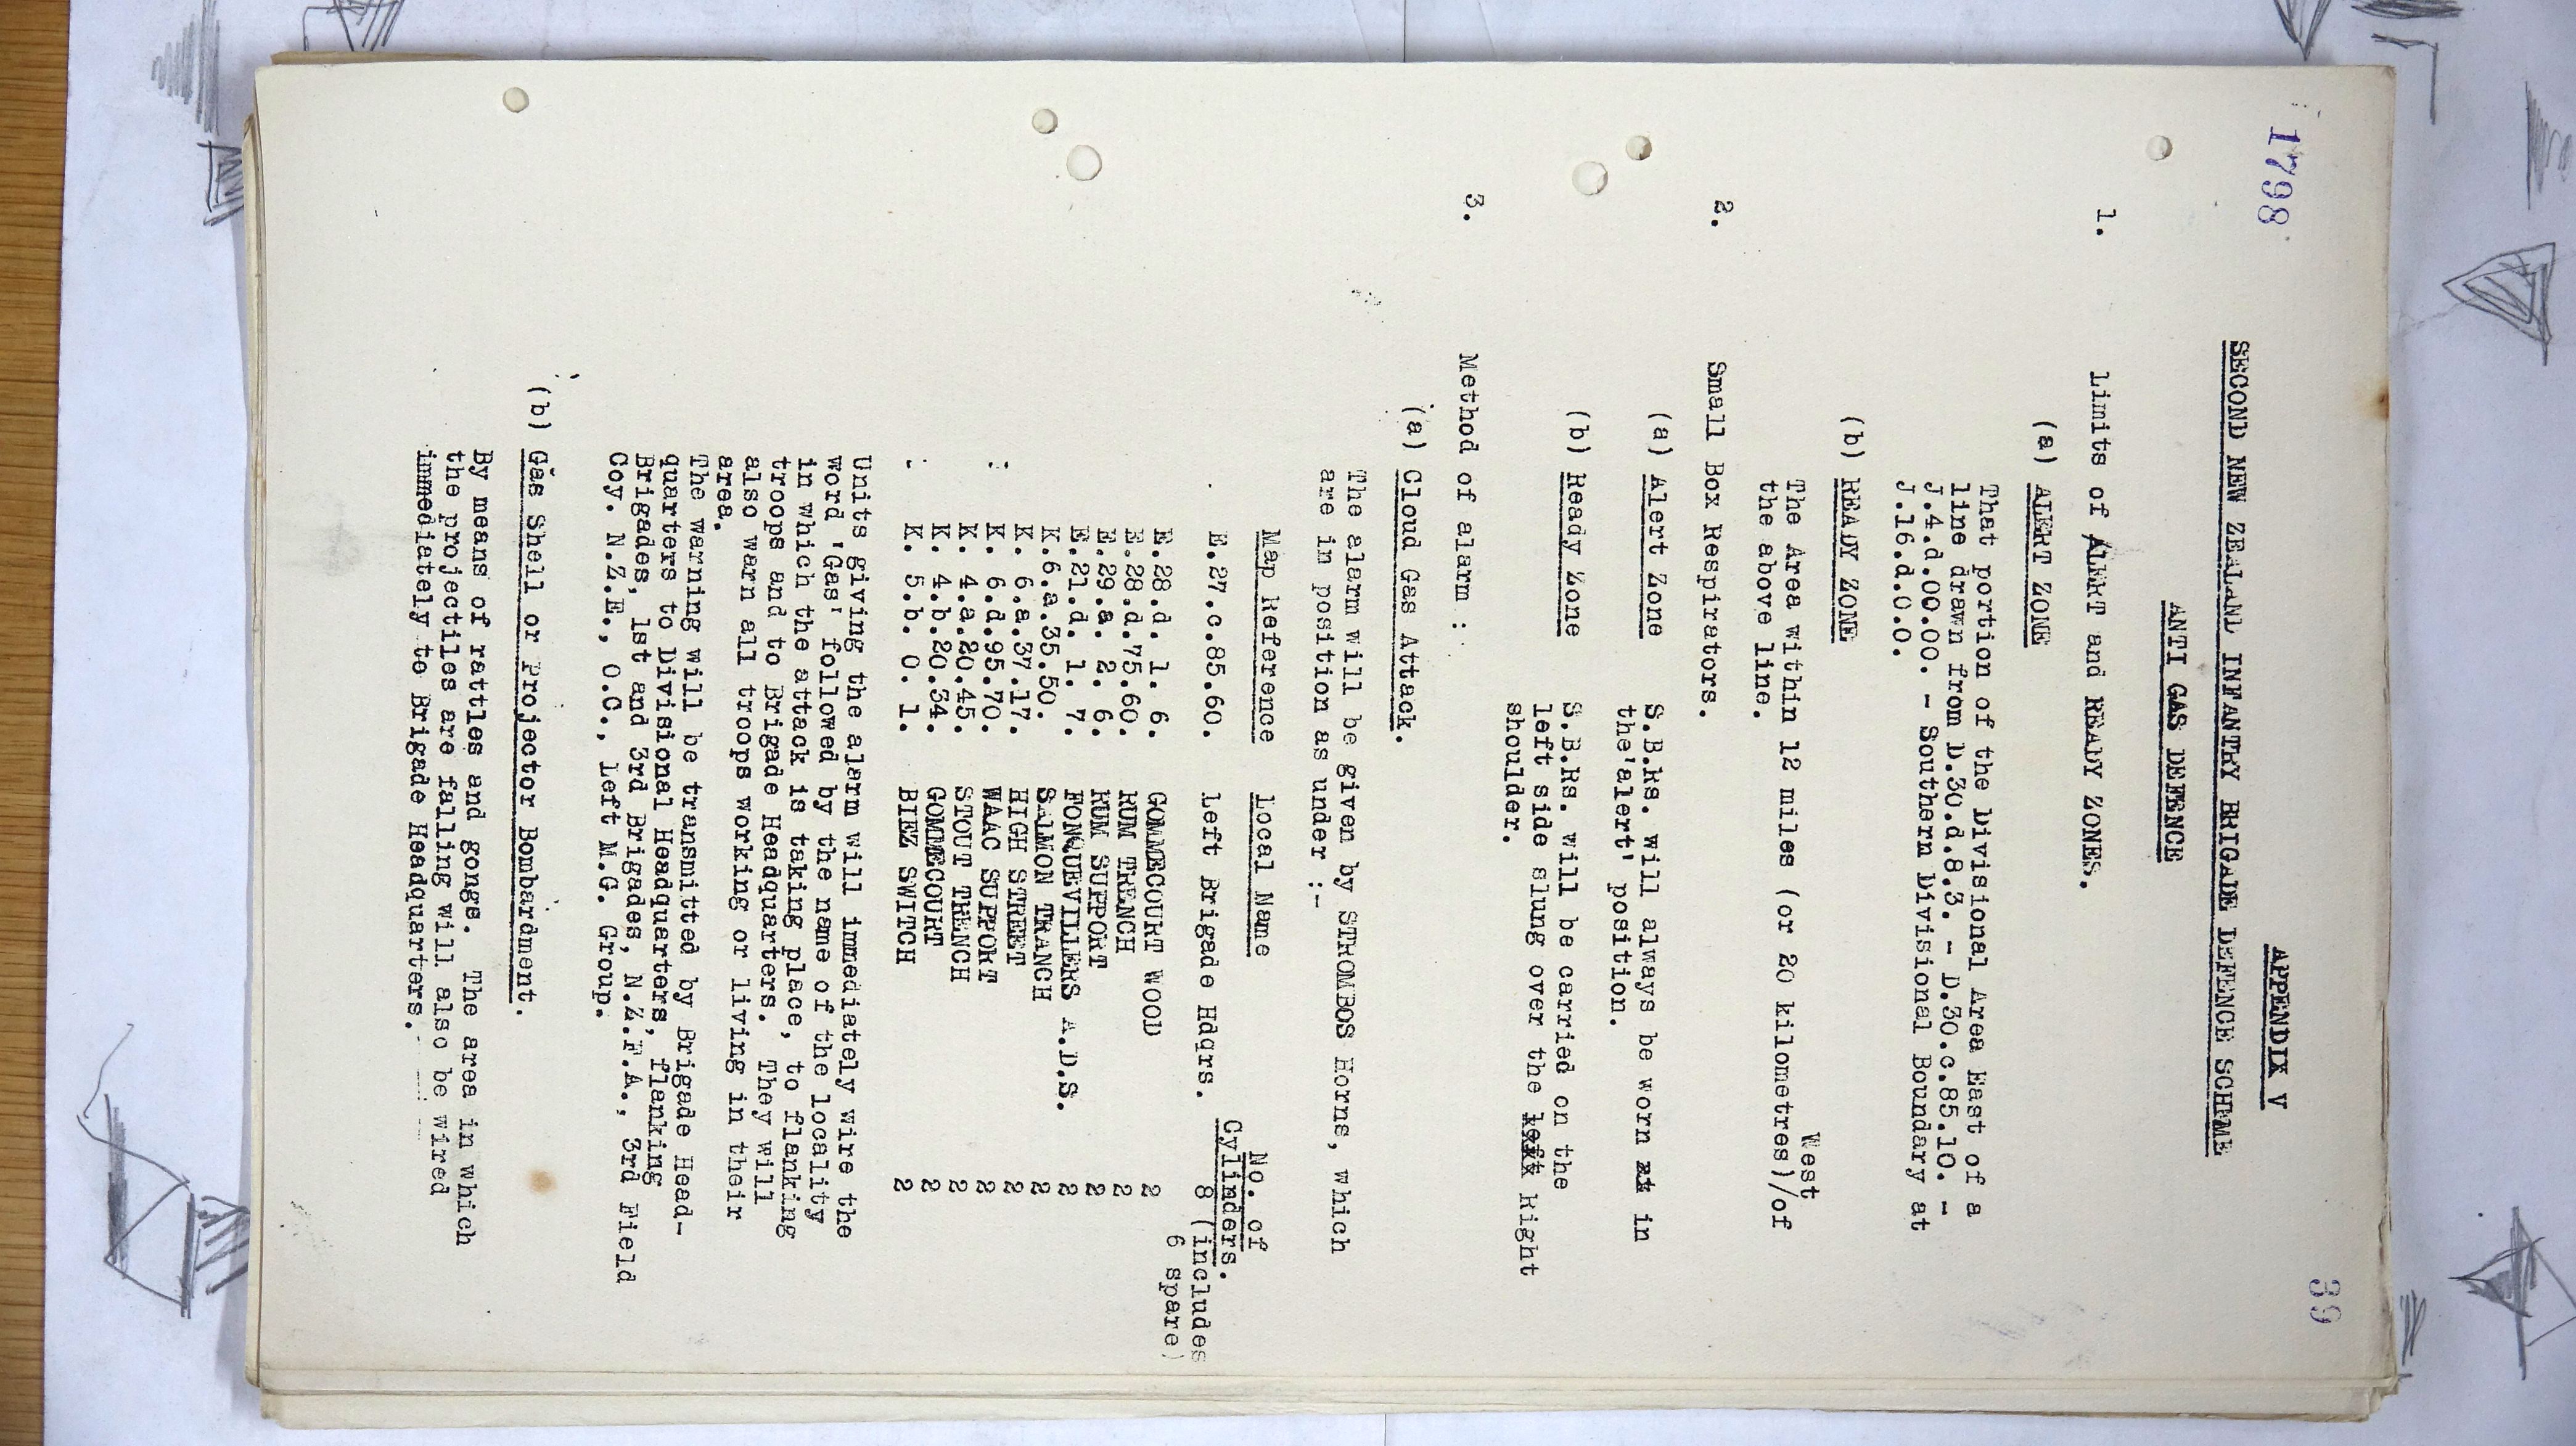 1798
39
APPENDIX V
SECOND NEW ZEALAND INFANTRY BRIGADE DEFENCE SCHEME
ANTI GAS DEFENCE
1. Limits of ALERT and READY ZONES.
(a) ALERT ZONE
That portion of the Divisional Area East of a
line drawn from D.30.d.8.3. - D.30.c.85.10. -
J.4.d.00.00. - Southern Divisional Boundary at
J.16.d.0.0.
(b) READY ZONE
West
The Area within 12 miles (or 20 kilometres)/of
the above line.
2. Small Box Respirators.
(a) Alert Zone S.B.Rs. will always be worn at in
the'alert' position.
(b) Ready Zone S.B.Rs. will be carried on the
left side slung over the left Right
shoulder.
3. Method of alarm :
(a) Cloud Gas Attack.
The alarm will be given by STROMBOS Horns, which
are in position as under :-
Map Reference Local Name No. of
Cylinders.
E.27.c.85.60. Left Brigade Hdqrs. 8 (includes
6 spare)
E.28.d. 1. 6. GOMMECOURT WOOD 2
E.28.d.75.60. RUM TRENCH 2
E.29.a. 2. 6. RUM SUPPORT 2
E.21.d. 1. 7. FONQUEVILLERS A.D.S. 2
K.6.a.35.50. SALMON TRANCH 2
K. 6.a.37.17. HIGH STREET 2
K. 6.d.95.70. WAAC SUPPORT 2
K. 4.a.20.45. STOUT TRENCH 2
K. 4.b.20.34. GOMMECOURT 2
K. 5.b. 0. 1. BIEZ SWITCH 2
Units giving the alarm will immediately wire the
word 'Gas' followed by the name of the locality
in which the attack is taking place, to flanking
troops and to Brigade Headquarters. They will
also warn all troops working or living in their
area.
The warning will be transmitted by Brigade Head-
quarters to Divisional Headquarters, flanking
Brigades, 1st and 3rd Brigades, N.Z.F.A., 3rd Field
Coy. N.Z.E., O.C., Left M.G. Group.
(b) Gas Shell or Projector Bombardment.
By means of rattles and gongs. The area in which
the projectiles are falling will also be wired
immediately to Brigade Headquarters.